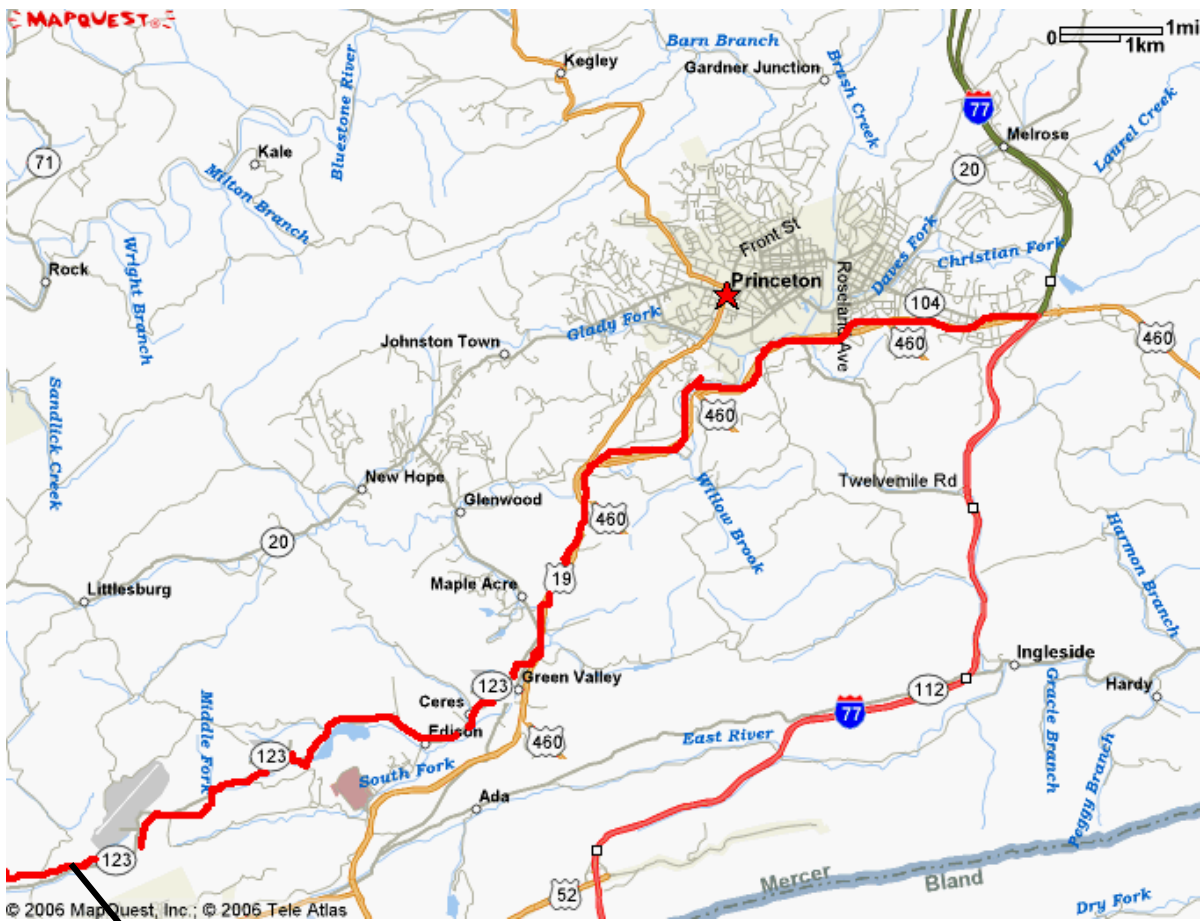 MAPQUEST®
1mi
0 1km
Barn Branch
Kegley
Gardner Junction
Brush Creek
Bluestone River
77
Melrose
Laurel Creek
71
Kale
20
Milton Branch
Wright Branch
Front St
Daves Fork
Christian Fork
Rock
Princeton
Roseland Ave
104
Glady Fork
460
460
Johnston Town
Sandlick Creek
460
New Hope
Twelvemile Rd
Willow Brook
Glenwood
460
Harmon Branch
20
19
Littlesburg
Maple Acre
Ingleside
Green Valley
123
112
Hardy
Middle Fork
Ceres
77
Gracie Branch
Edison
460
East River
123
South Fork
Ada
Peggy Branch
123
Mercer
Bland
52
Dry Fork
© 2006 MapQuest, Inc.; © 2006 Tele Atlas